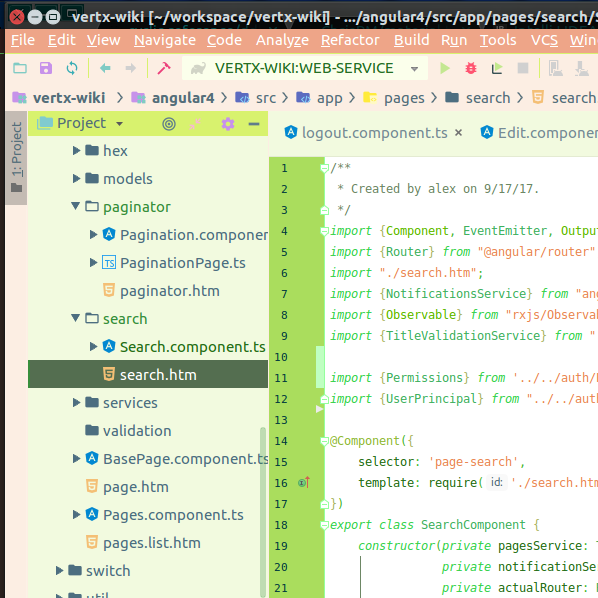 vertx-wiki [~/workspace/vertx-wiki] - .../angular4/src/app/pages/search/S
File Edit View Navigate Code Analyze Refactor Build Run Tools VCS Win
VERTX-WIKI:WEB-SERVICE
vertx-wiki angular4 src app pages search search
1: Project
Project
hex
models
paginator
Pagination.componen
PaginationPage.ts
paginator.htm
search
Search.component.ts
search.htm
services
validation
BasePage.component.ts
page.htm
Pages.component.ts
pages.list.htm
switch
util
logout.component.ts × Edit.componen
1 /**
2 * Created by alex on 9/17/17.
3 */
4 import {Component, EventEmitter, Output
5 import {Router} from "@angular/router"
6 import "./search.htm";
7 import {NotificationsService} from "ang
8 import {Observable} from "rxjs/Observab
9 import {TitleValidationService} from "
10
11 import {Permissions} from '../../auth/P
12 import {UserPrincipal} from "../../auth
13
14 @Component({
15 selector: 'page-search',
16 template: require( id: './search.htm
17 })
18 export class SearchComponent {
19 constructor(private pagesService:
20 private notificationSe
21 private actualRouter: